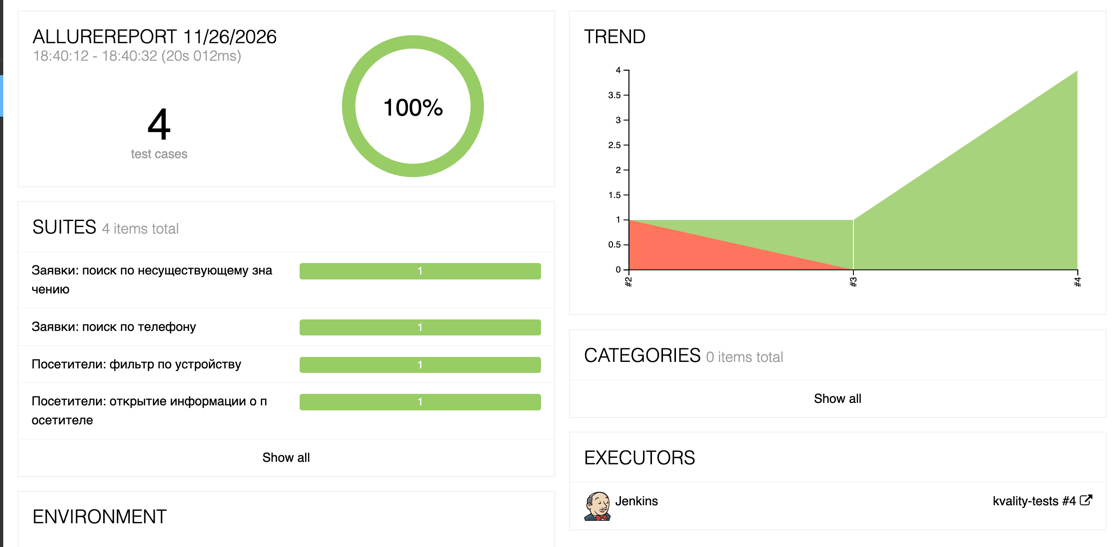 ALLUREREPORT 11/26/2026
18:40:12 - 18:40:32 (20s 012ms)
4
test cases
100%
SUITES 4 items total
Заявки: поиск по несуществующему зна
чению
1
Заявки: поиск по телефону
1
Посетители: фильтр по устройству
1
Посетители: открытие информации о п
осетителе
1
Show all
ENVIRONMENT
TREND
4
3.5
3
2.5
2
1.5
1
0.5
0
#2
#3
#4
CATEGORIES 0 items total
Show all
EXECUTORS
Jenkins
kvality-tests #4